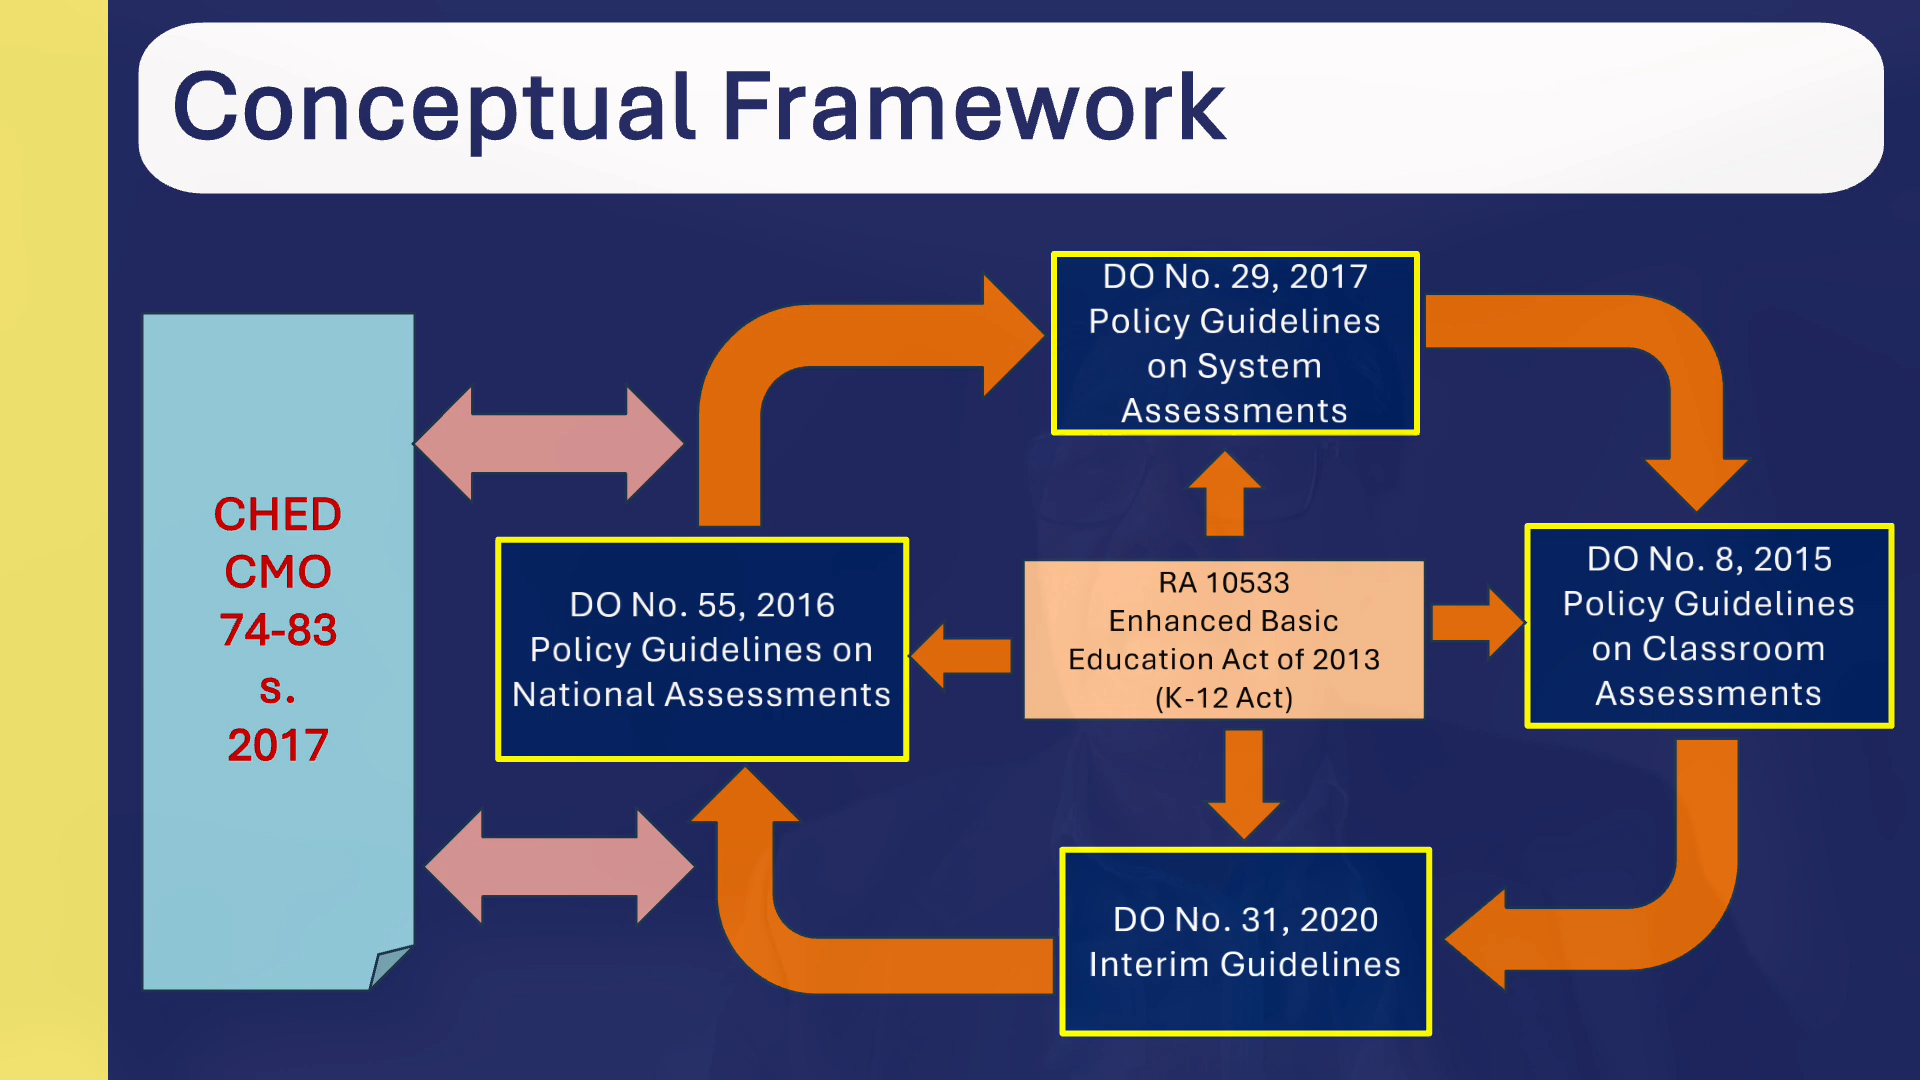 Conceptual Framework
CHED
CMO
74-83
s.
2017
DO No. 29, 2017
Policy Guidelines
on System
Assessments
DO No. 55, 2016
Policy Guidelines on
National Assessments
RA 10533
Enhanced Basic
Education Act of 2013
(K-12 Act)
DO No. 8, 2015
Policy Guidelines
on Classroom
Assessments
DO No. 31, 2020
Interim Guidelines